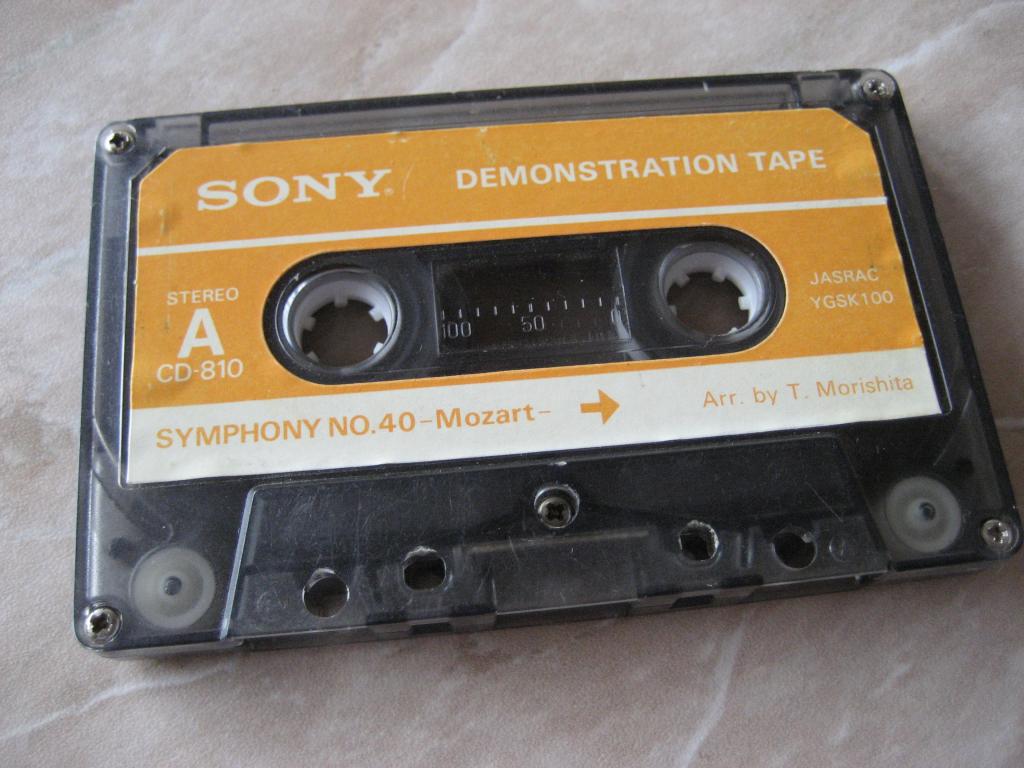 SONY®
DEMONSTRATION TAPE
STEREO
A
CD-810
JASRAC
YGSK100
100 50 0
SYMPHONY NO.40-Mozart-
Arr. by T. Morishita